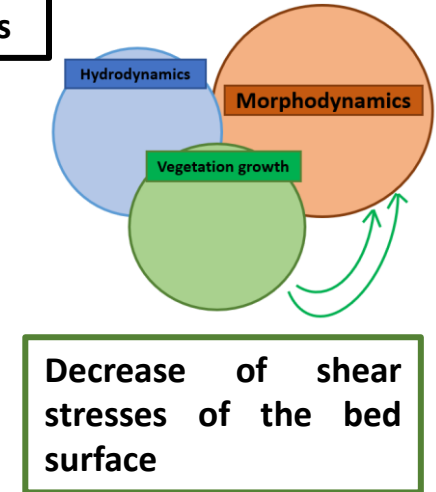 s
Hydrodynamics
Morphodynamics
Vegetation growth
Decrease of shear
stresses of the bed
surface